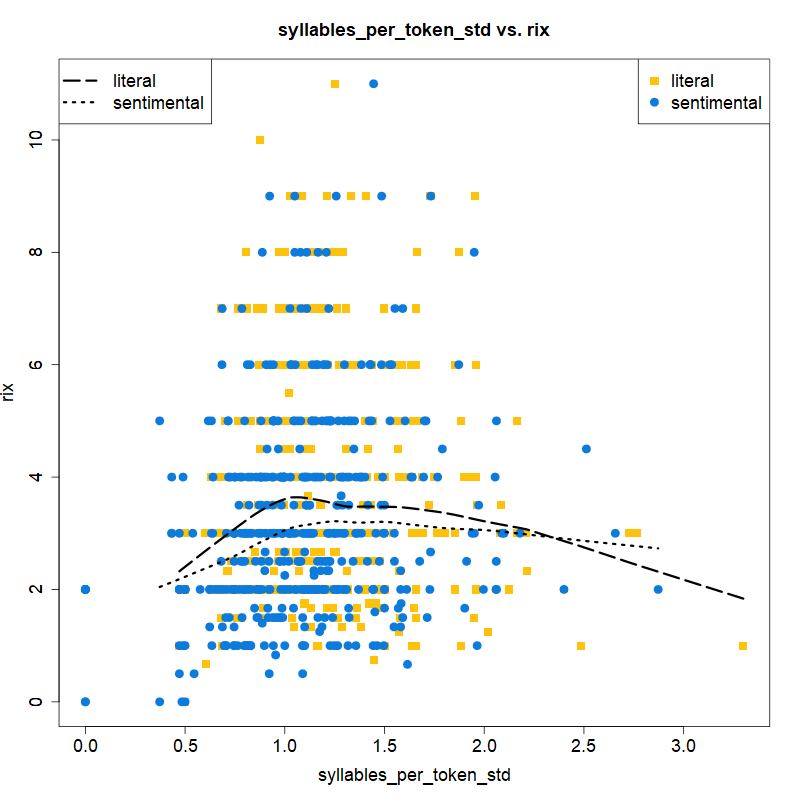 syllables_per_token_std vs. rix
literal
sentimental
literal
sentimental
rix
10
8
6
4
2
0
0.0 0.5 1.0 1.5 2.0 2.5 3.0
syllables_per_token_std